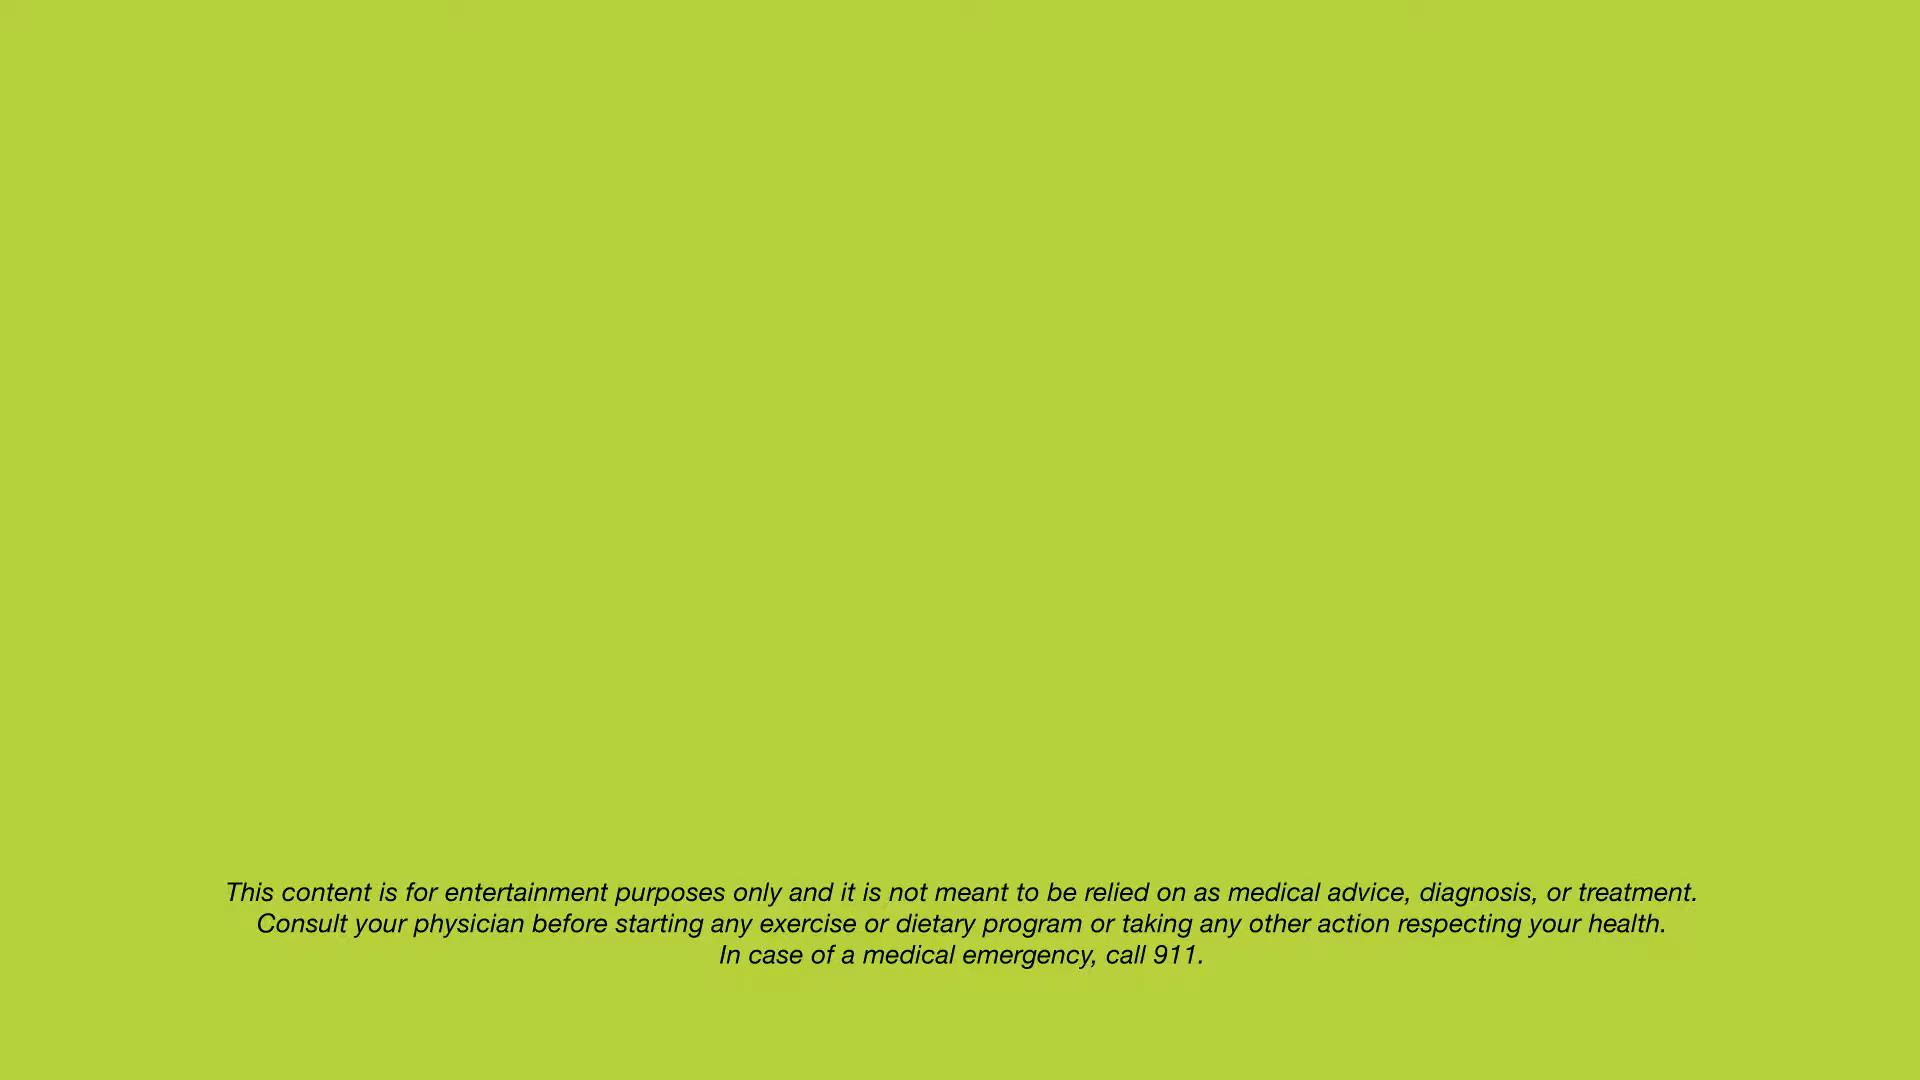 This content is for entertainment purposes only and it is not meant to be relied on as medical advice, diagnosis, or treatment.
Consult your physician before starting any exercise or dietary program or taking any other action respecting your health.
In case of a medical emergency, call 911.